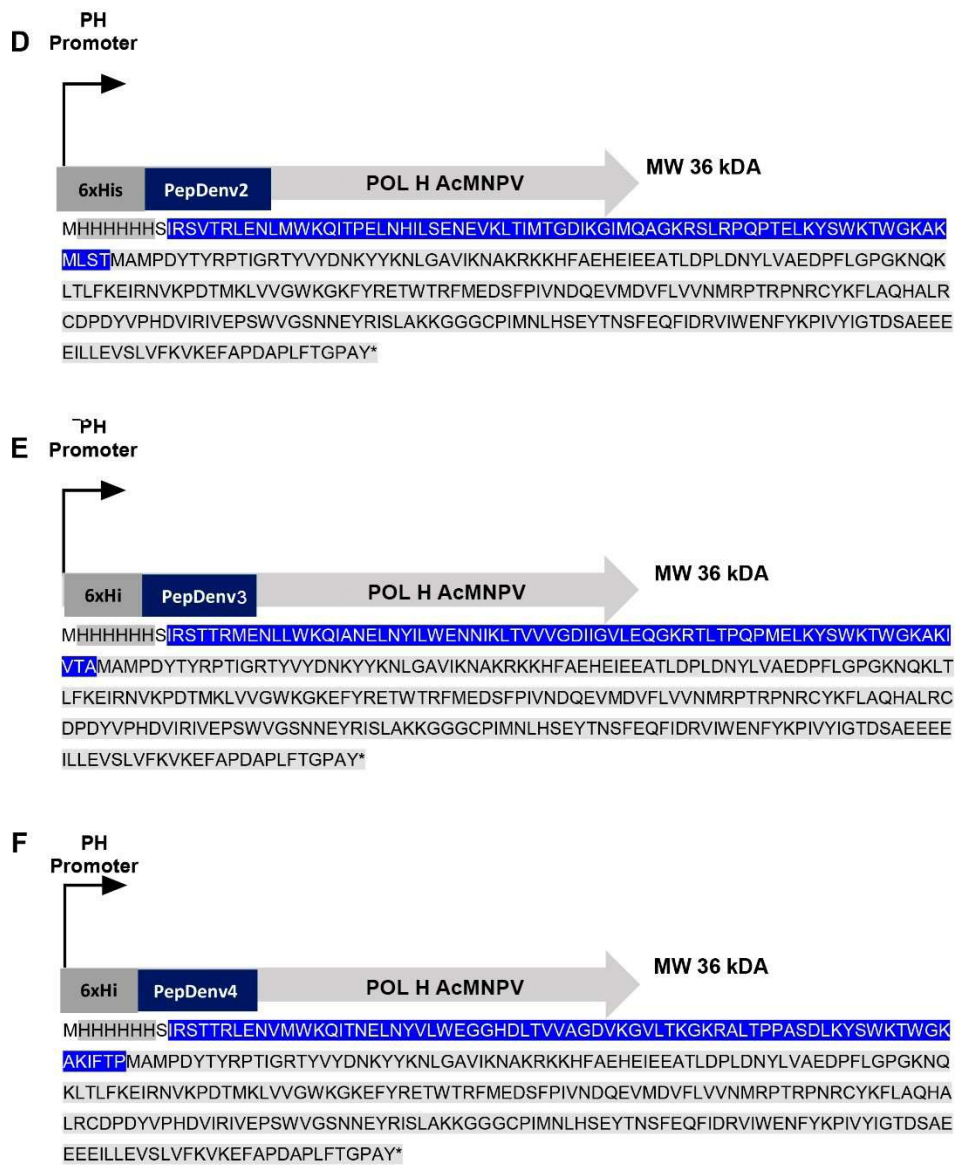 PH
D Promoter
MW 36 kDA
6xHis PepDenv2 POL H AcMNPV
MHHHHHHSIRSVTRLENLMWKQITPELNHILSENEVKLTIMTGDIKGIMQAGKRSLRPQPTELKYSWKTWGKAK
MLSTMAMPDYTYRPTIGRTYVYDNKYYKNLGAVIKNAKRKKHFAEHEIEEATLDPLDNYLVAEDPFLGPGKNQK
LTLFKEIRNVKPDTMKLVVGWKGKFYRETWTRFMEDSFPIVNDQEVMDVFLVVNMRPTRPNRCYKFLAQHALR
CDPDYVPHDVIRIVEPSWVGSNNEYRISLAKKGGGCPIMNLHSEYTNSFEQFIDRVIWENFYKPIVYIGTDSAEEE
EILLEVSLVFKVKEFAPDAPLFTGPAY*
PH
E Promoter
MW 36 kDA
6xHi PepDenv3 POL H AcMNPV
MHHHHHHSIRSTTRMENLLWKQIANELNYILWENNIKLTVVVGDIIGVLEQGKRTLTPQPMELKYSWKTWGKAKI
VTAMAMPDYTYRPTIGRTYVYDNKYYKNLGAVIKNAKRKKHFAEHEIEEATLDPLDNYLVAEDPFLGPGKNQKLT
LFKEIRNVKPDTMKLVVGWKGKEFYRETWTRFMEDSFPIVNDQEVMDVFLVVNMRPTRPNRCYKFLAQHALRC
DPDYVPHDVIRIVEPSWVGSNNEYRISLAKKGGGCPIMNLHSEYTNSFEQFIDRVIWENFYKPIVYIGTDSAEEEE
ILLEVSLVFKVKEFAPDAPLFTGPAY*
PH
F Promoter
MW 36 kDA
6xHi PepDenv4 POL H AcMNPV
MHHHHHHSIRSTTRLENVMWKQITNELNYVLWEGGHDLTVVAGDVKGVLTKGKRALTPPASDLKYSWKTWGK
AKIFTPMAMPDYTYRPTIGRTYVYDNKYYKNLGAVIKNAKRKKHFAEHEIEEATLDPLDNYLVAEDPFLGPGKNQ
KLTLFKEIRNVKPDTMKLVVGWKGKEFYRETWTRFMEDSFPIVNDQEVMDVFLVVNMRPTRPNRCYKFLAQHA
LRCDPDYVPHDVIRIVEPSWVGSNNEYRISLAKKGGGCPIMNLHSEYTNSFEQFIDRVIWENFYKPIVYIGTDSAE
EEEILLEVSLVFKVKEFAPDAPLFTGPAY*